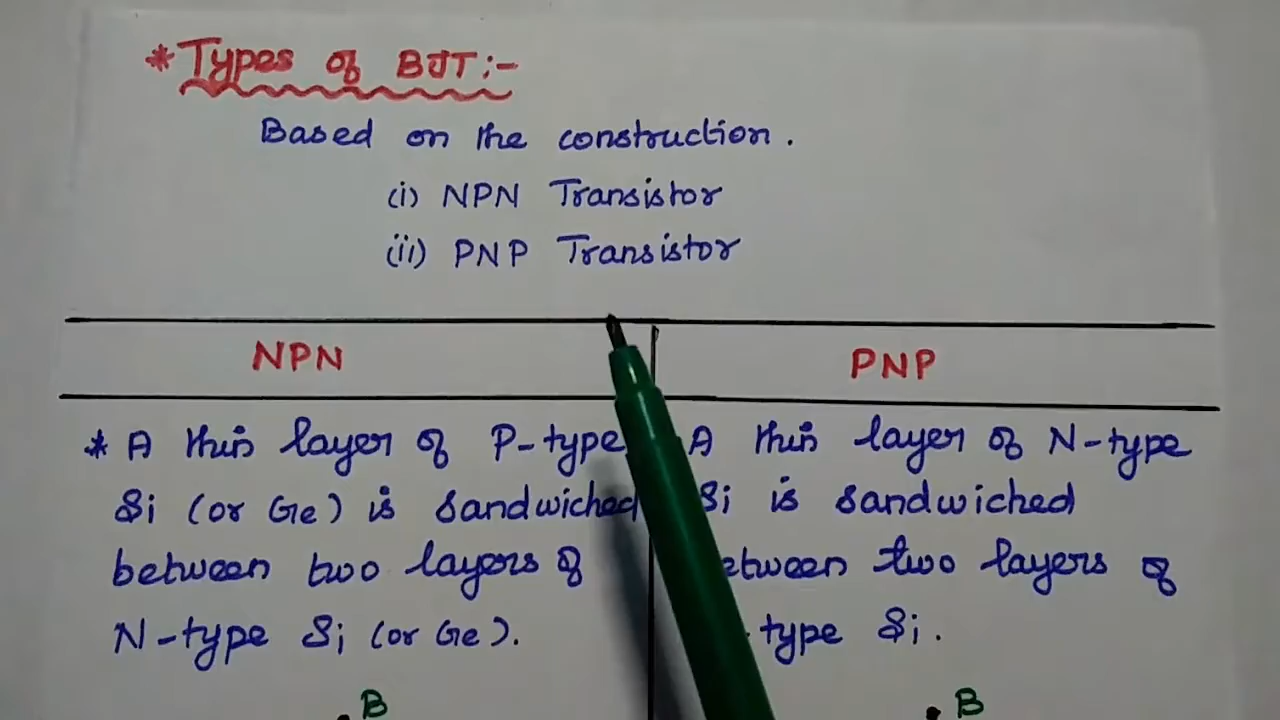 * Types of BJT :-
Based on the construction .
(i) NPN Transistor
(ii) PNP Transistor
NPN
* A thin layer of P-type
Si (or Ge) is sandwiched
between two layers of
N-type Si (or Ge).
B
PNP
A thin layer of N-type
Si is sandwiched
two layers of
type Si.
B